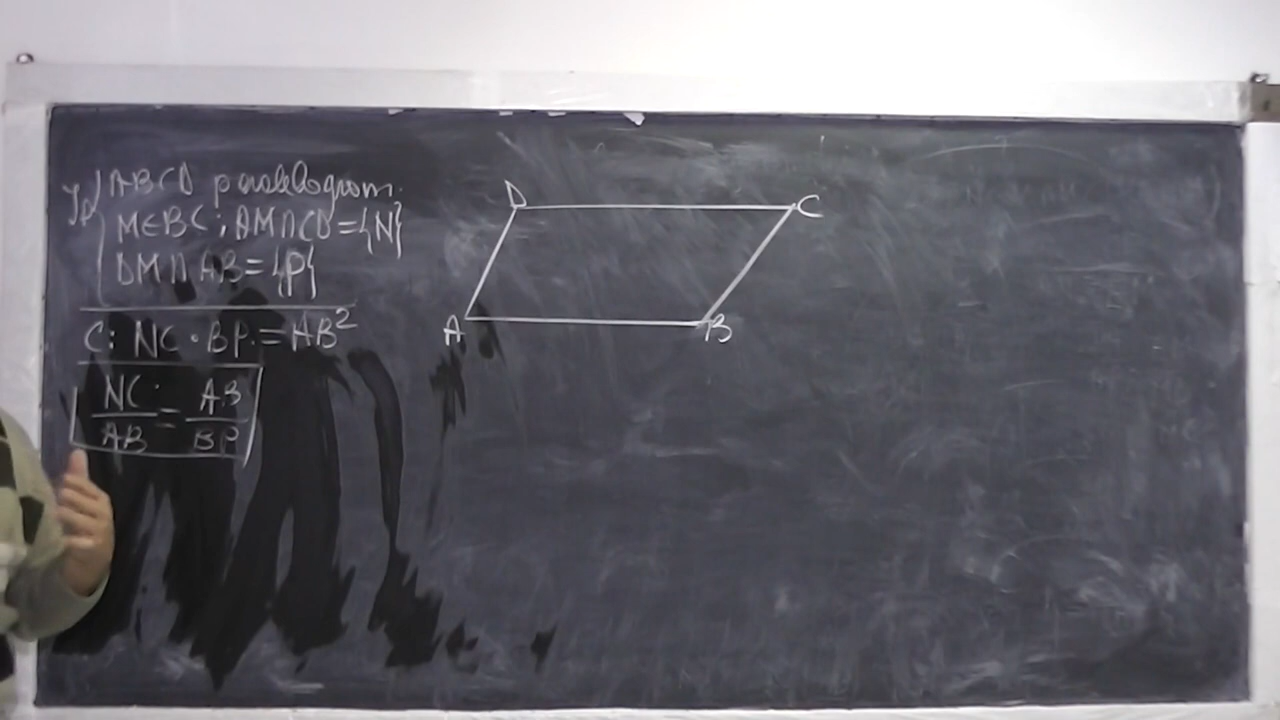 Ip ABCD paralelogram.
M∈BC; AM∩CD={N}
DM∩AB={P}
C: NC·BP=AB²
NC/AB = AB/BP
D C
A B